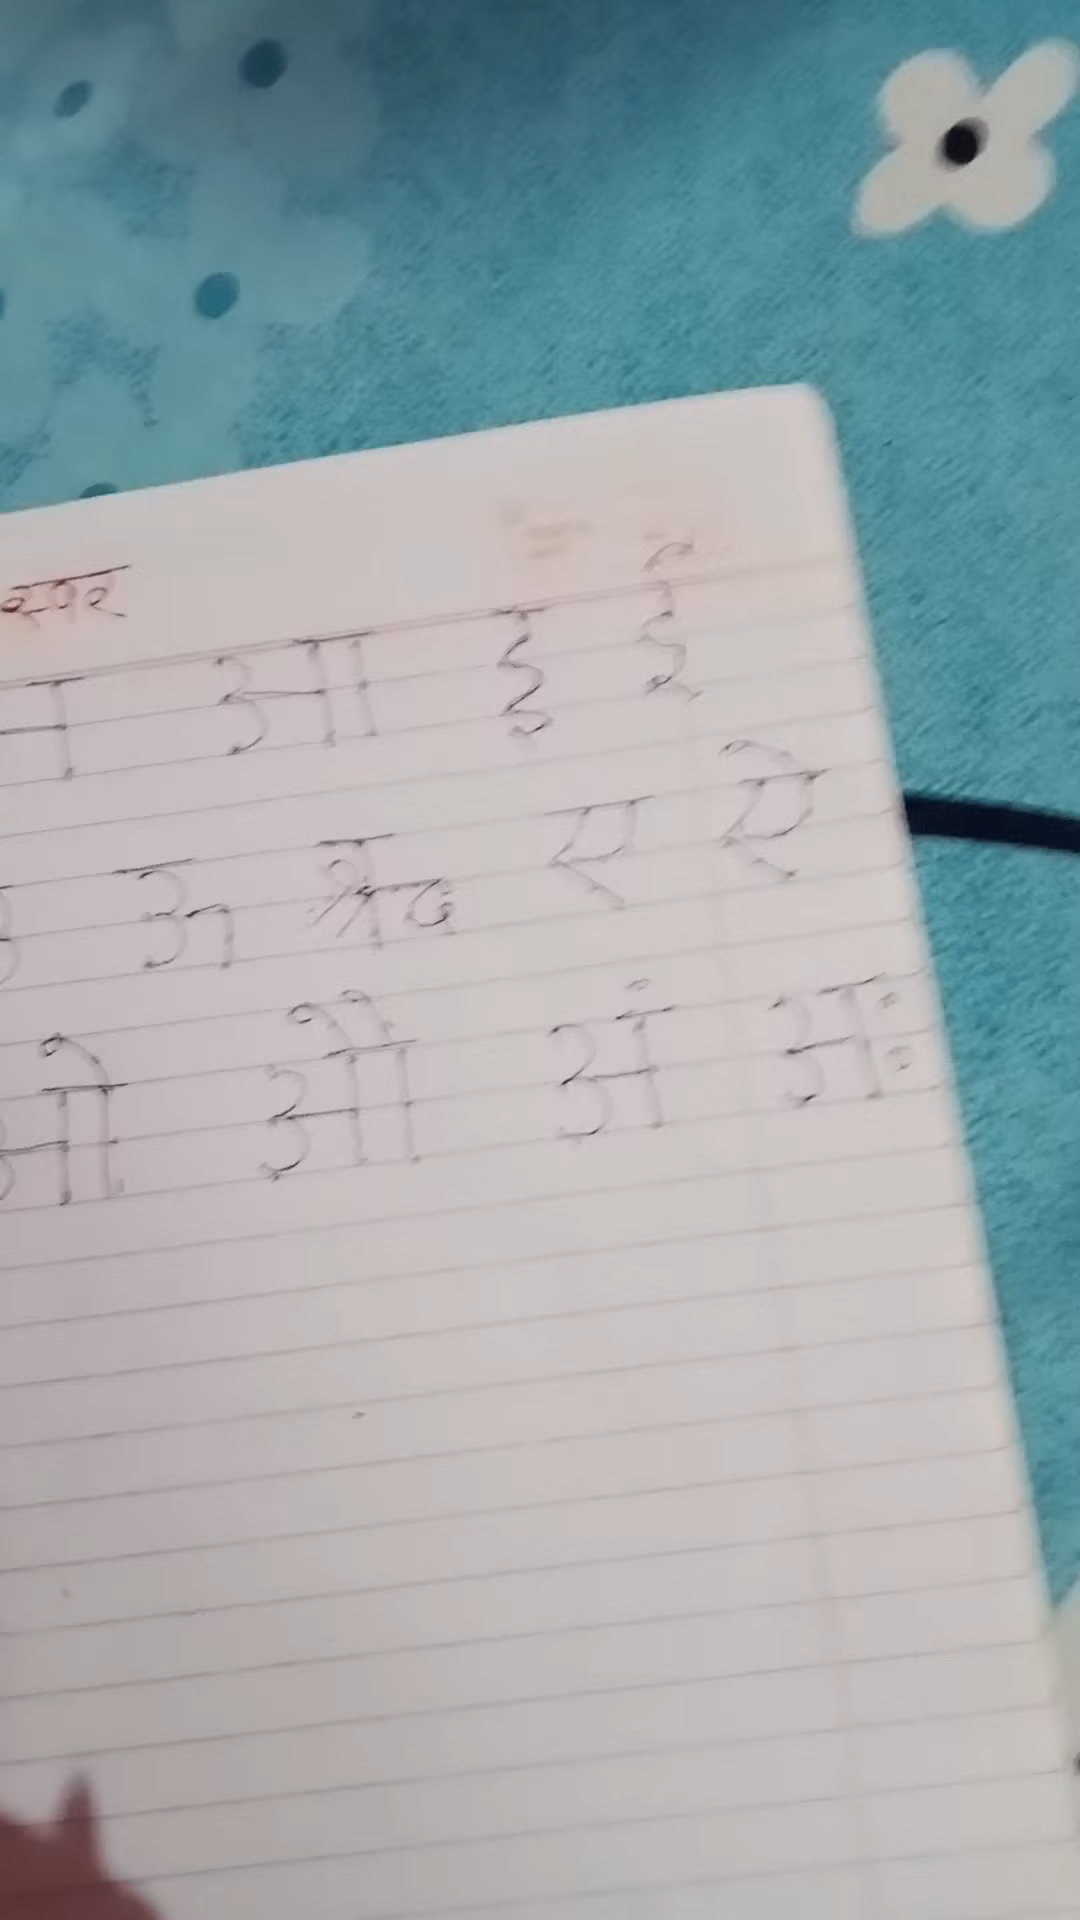 स्वर
अ आ इ ई
उ ऊ ऋ ए ऐ
ओ औ अं अः